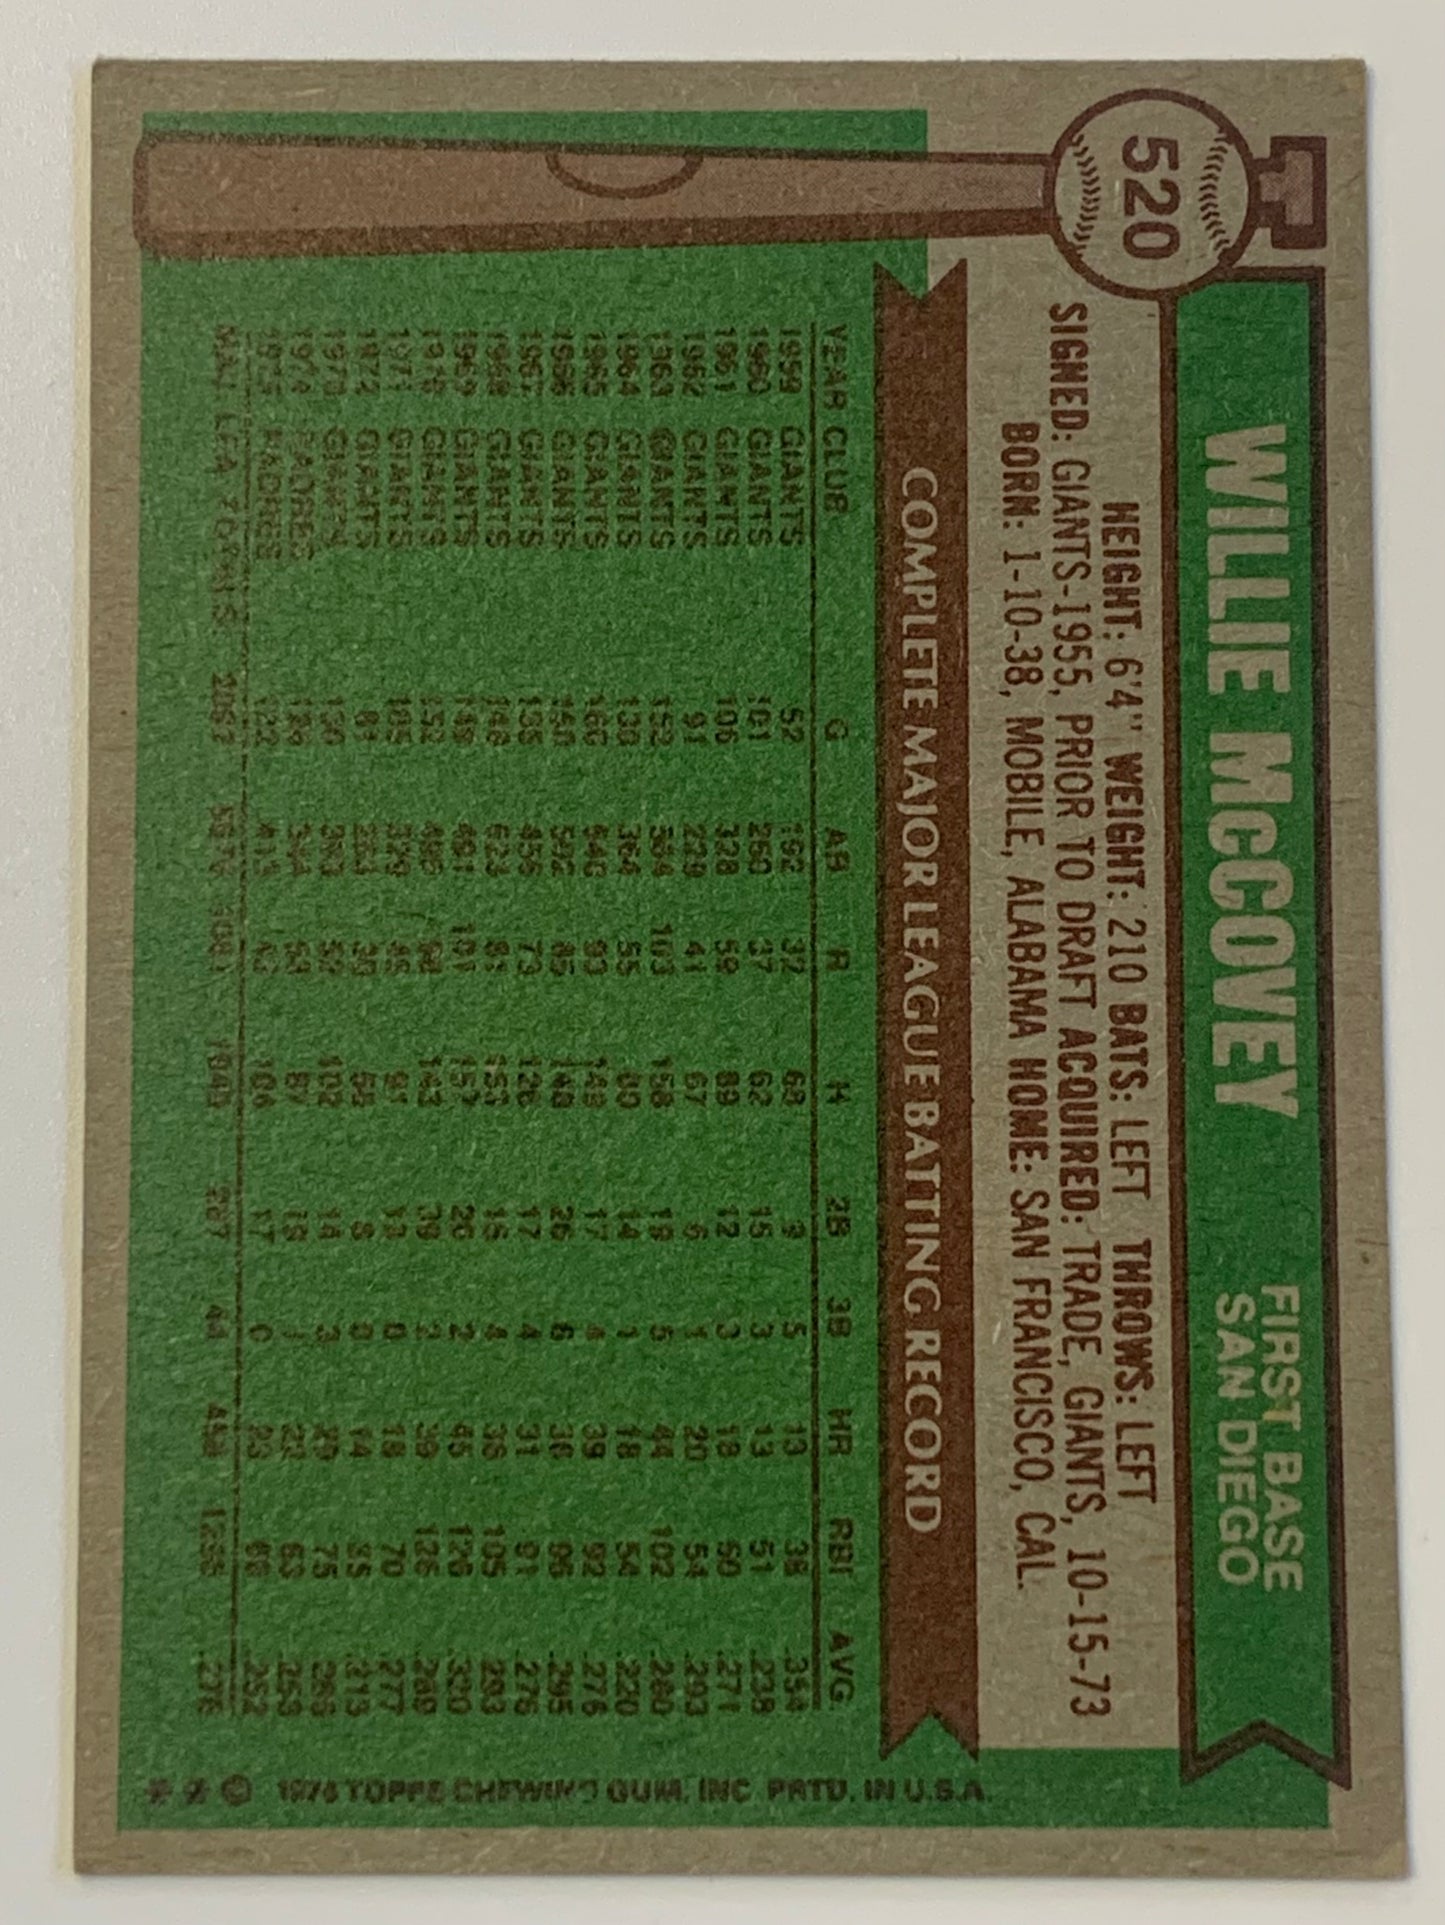 520
WILLIE McCOVEY
FIRST BASE
SAN DIEGO
HEIGHT: 6'4" WEIGHT: 210 BATS: LEFT THROWS: LEFT
SIGNED: GIANTS-1955, PRIOR TO DRAFT ACQUIRED: TRADE, GIANTS, 10-15-73
BORN: 1-10-38, MOBILE, ALABAMA HOME: SAN FRANCISCO, CAL.
COMPLETE MAJOR LEAGUE BATTING RECORD
YEAR CLUB G AB R H 2B 3B HR RBI AVG.
1959 GIANTS 52 192 32 68 9 5 13 38 .354
1960 GIANTS 101 260 37 62 15 3 13 51 .238
1961 GIANTS 106 328 59 89 12 3 18 50 .271
1962 GIANTS 91 229 41 67 6 1 20 54 .293
1963 GIANTS 152 564 103 158 19 5 44 102 .280
1964 GIANTS 130 364 55 80 14 1 18 54 .220
1965 GIANTS 160 540 93 149 17 4 39 92 .276
1966 GIANTS 150 502 85 148 26 6 36 96 .295
1967 GIANTS 135 456 73 126 17 4 31 91 .276
1968 GIANTS 148 523 81 153 16 4 36 105 .293
1969 GIANTS 149 491 101 157 26 2 45 126 .320
1970 GIANTS 152 495 98 143 39 2 39 126 .289
1971 GIANTS 105 329 45 91 13 0 18 70 .277
1972 GIANTS 81 263 30 56 8 0 14 35 .213
1973 GIANTS 130 383 52 102 14 3 29 75 .266
1974 PADRES 344 53 87 19 1 22 63 .253
1975 PADRES 122 413 43 104 17 0 23 68 .252
MAJ. LEA. TOTALS 6676 1081 1840 287 44 458 .276
** © 1976 TOPPS CHEWING GUM, INC. PRTD. IN U.S.A.